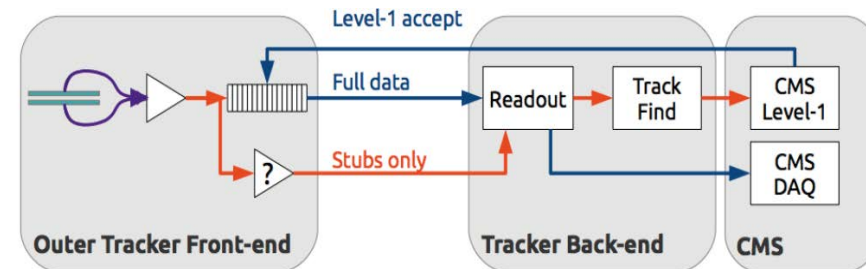 Level-1 accept
Full data
Readout
Track
Find
CMS
Level-1
Stubs only
?
CMS
DAQ
Outer Tracker Front-end
Tracker Back-end
CMS